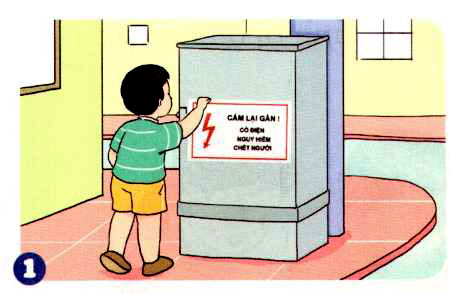 CẤM LẠI GẦN !
CÓ ĐIỆN
NGUY HIỂM
CHẾT NGƯỜI
1